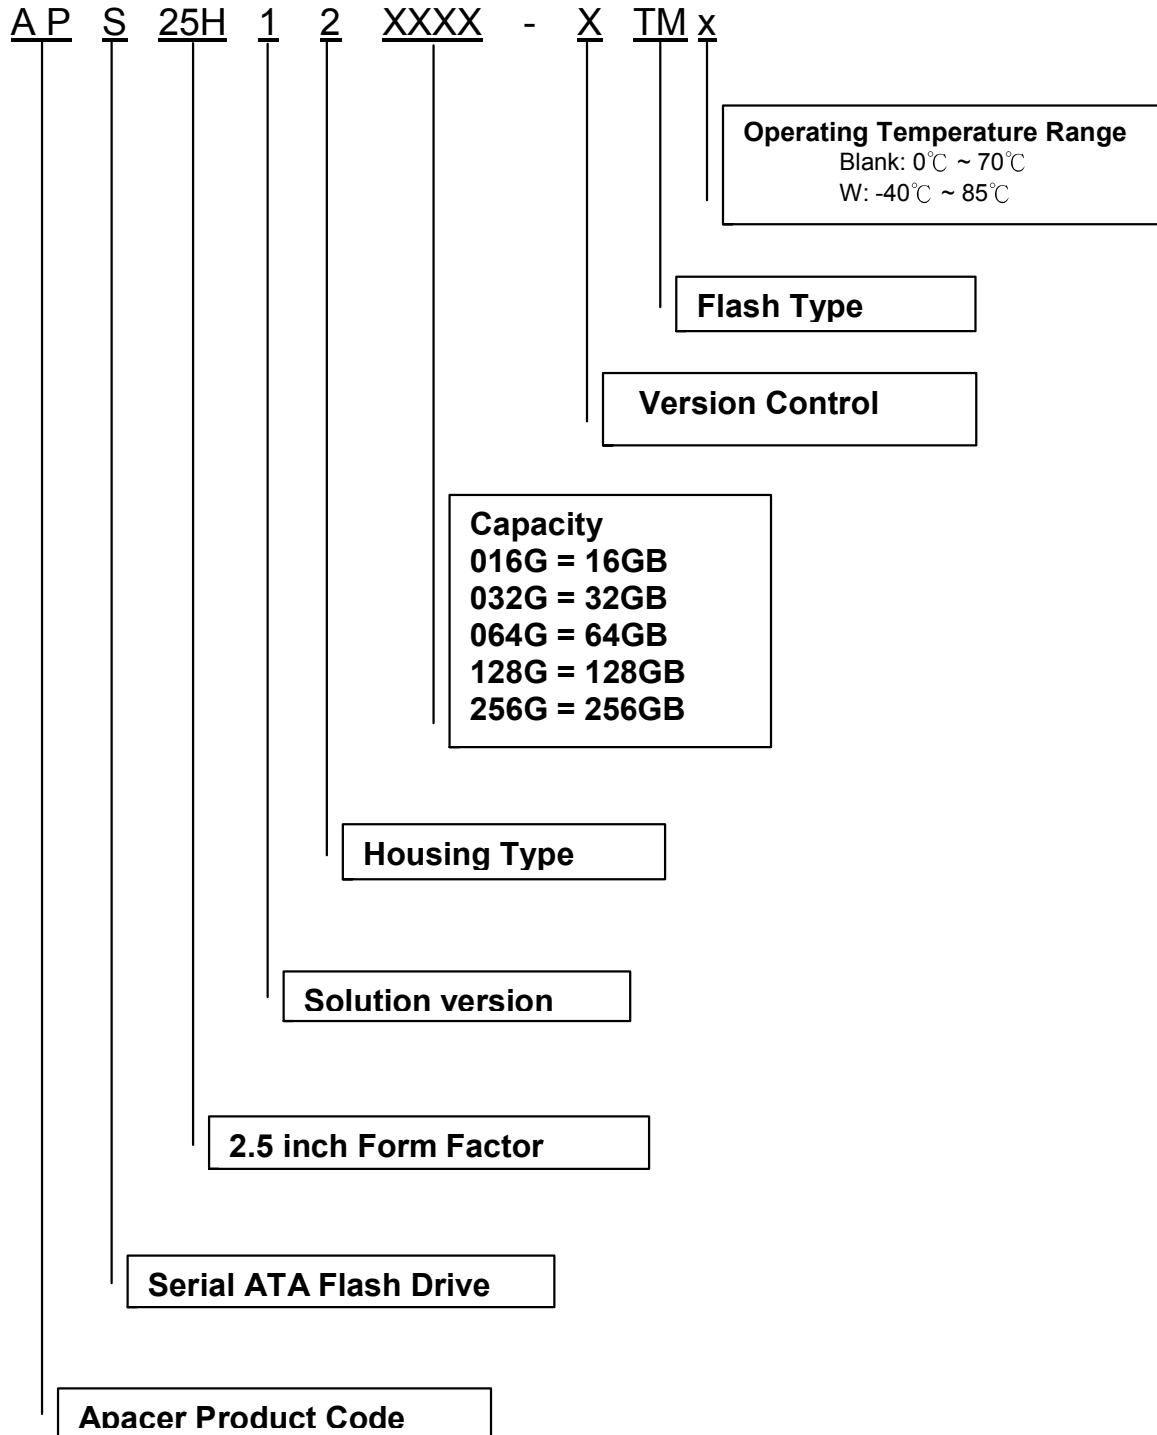 AP S 25H 1 2 XXXX - X TM x
Operating Temperature Range
Blank: 0℃ ~ 70℃
W: -40℃ ~ 85℃
Flash Type
Version Control
Capacity
016G = 16GB
032G = 32GB
064G = 64GB
128G = 128GB
256G = 256GB
Housing Type
Solution version
2.5 inch Form Factor
Serial ATA Flash Drive
Apacer Product Code